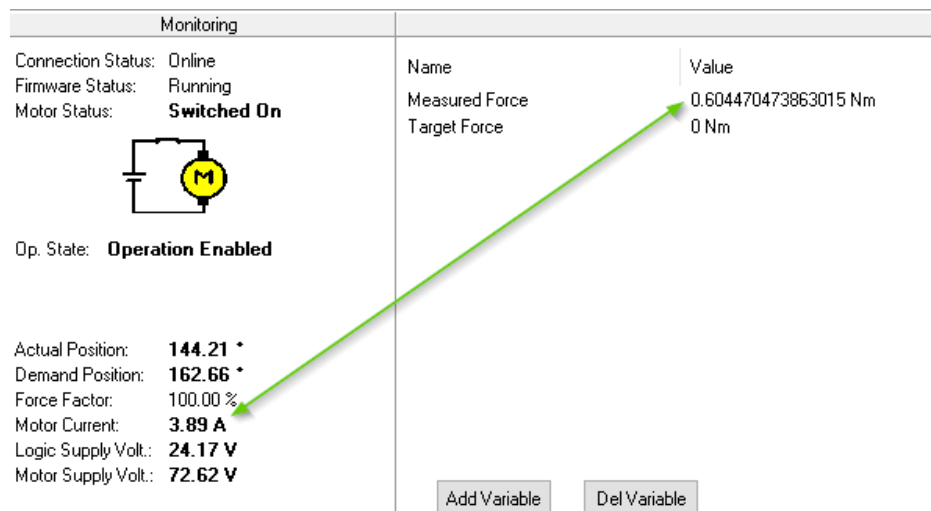 Monitoring
Connection Status: Online
Firmware Status: Running
Motor Status: Switched On
M
Op. State: Operation Enabled
Actual Position: 144.21 °
Demand Position: 162.66 °
Force Factor: 100.00 %
Motor Current: 3.89 A
Logic Supply Volt.: 24.17 V
Motor Supply Volt.: 72.62 V
Name Value
Measured Force 0.604470473863015 Nm
Target Force 0 Nm
Add Variable Del Variable